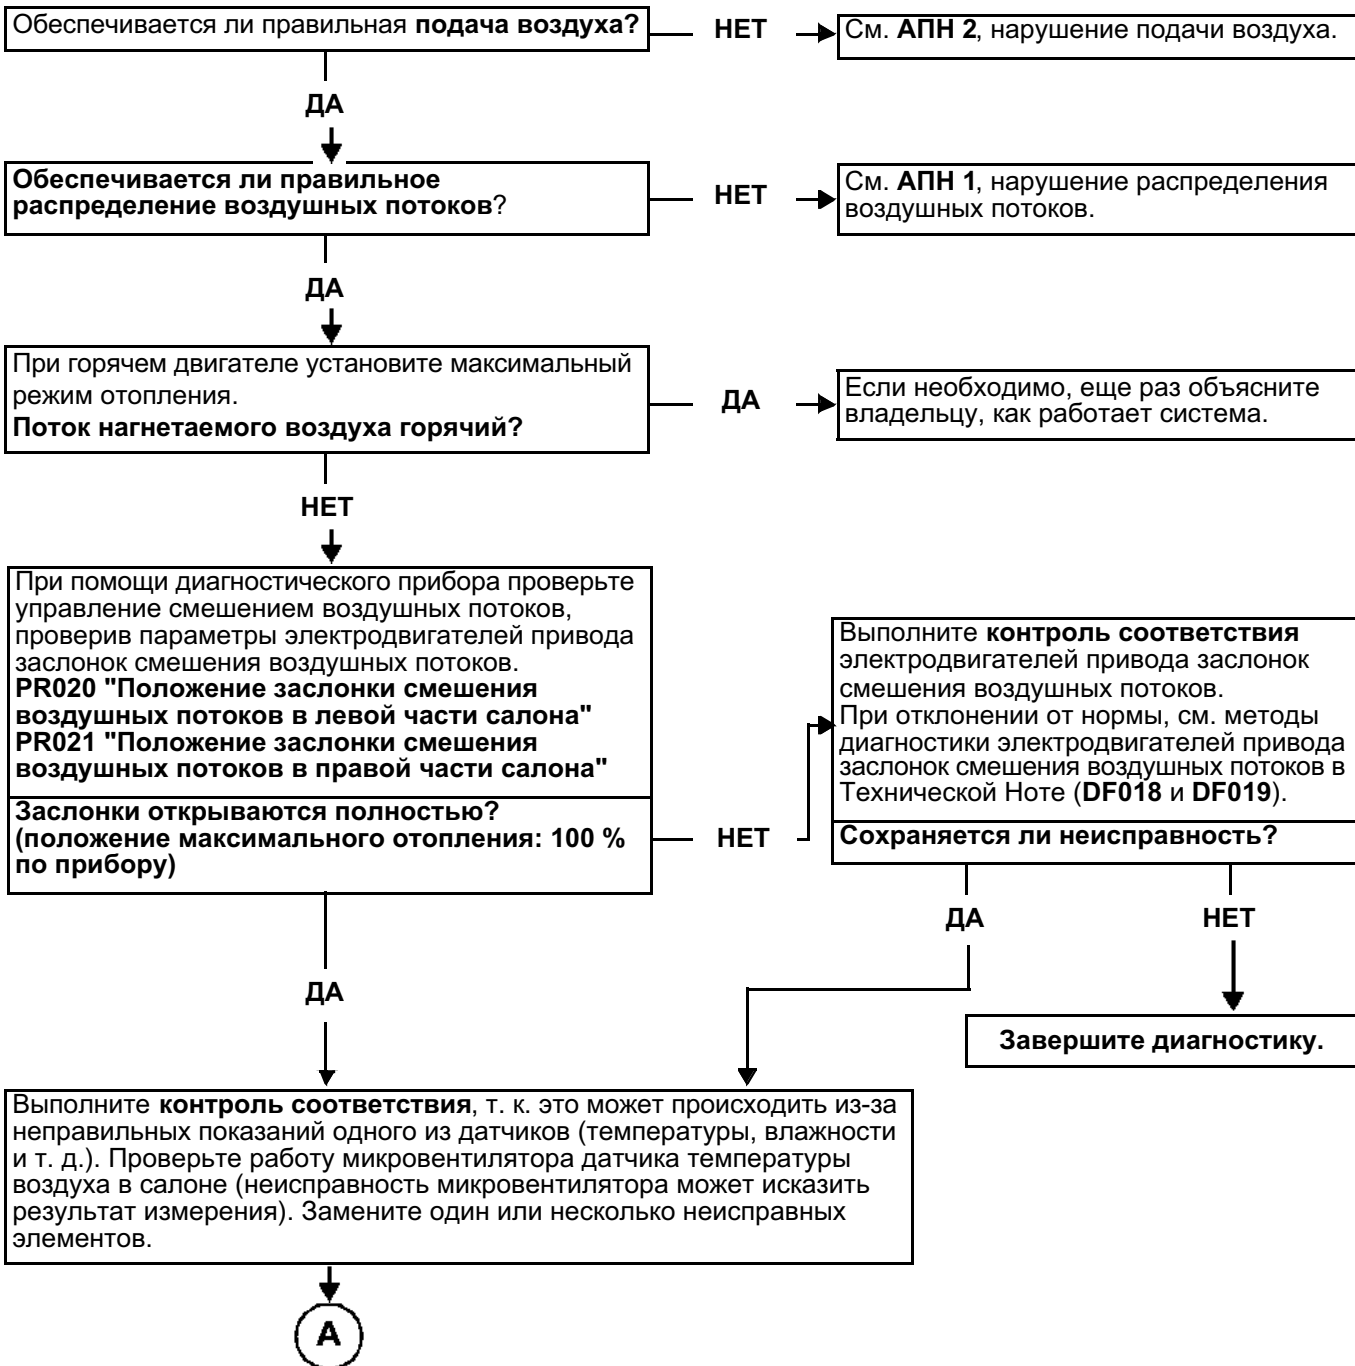 Обеспечивается ли правильная подача воздуха?
НЕТ
См. АПН 2, нарушение подачи воздуха.
ДА
Обеспечивается ли правильное
распределение воздушных потоков?
НЕТ
См. АПН 1, нарушение распределения
воздушных потоков.
ДА
При горячем двигателе установите максимальный
режим отопления.
Поток нагнетаемого воздуха горячий?
ДА
Если необходимо, еще раз объясните
владельцу, как работает система.
НЕТ
При помощи диагностического прибора проверьте
управление смешением воздушных потоков,
проверив параметры электродвигателей привода
заслонок смешения воздушных потоков.
PR020 "Положение заслонки смешения
воздушных потоков в левой части салона"
PR021 "Положение заслонки смешения
воздушных потоков в правой части салона"
Заслонки открываются полностью?
(положение максимального отопления: 100 %
по прибору)
НЕТ
Выполните контроль соответствия
электродвигателей привода заслонок
смешения воздушных потоков.
При отклонении от нормы, см. методы
диагностики электродвигателей привода
заслонок смешения воздушных потоков в
Технической Ноте (DF018 и DF019).
Сохраняется ли неисправность?
ДА
НЕТ
ДА
Завершите диагностику.
Выполните контроль соответствия, т. к. это может происходить из-за
неправильных показаний одного из датчиков (температуры, влажности
и т. д.). Проверьте работу микровентилятора датчика температуры
воздуха в салоне (неисправность микровентилятора может исказить
результат измерения). Замените один или несколько неисправных
элементов.
А